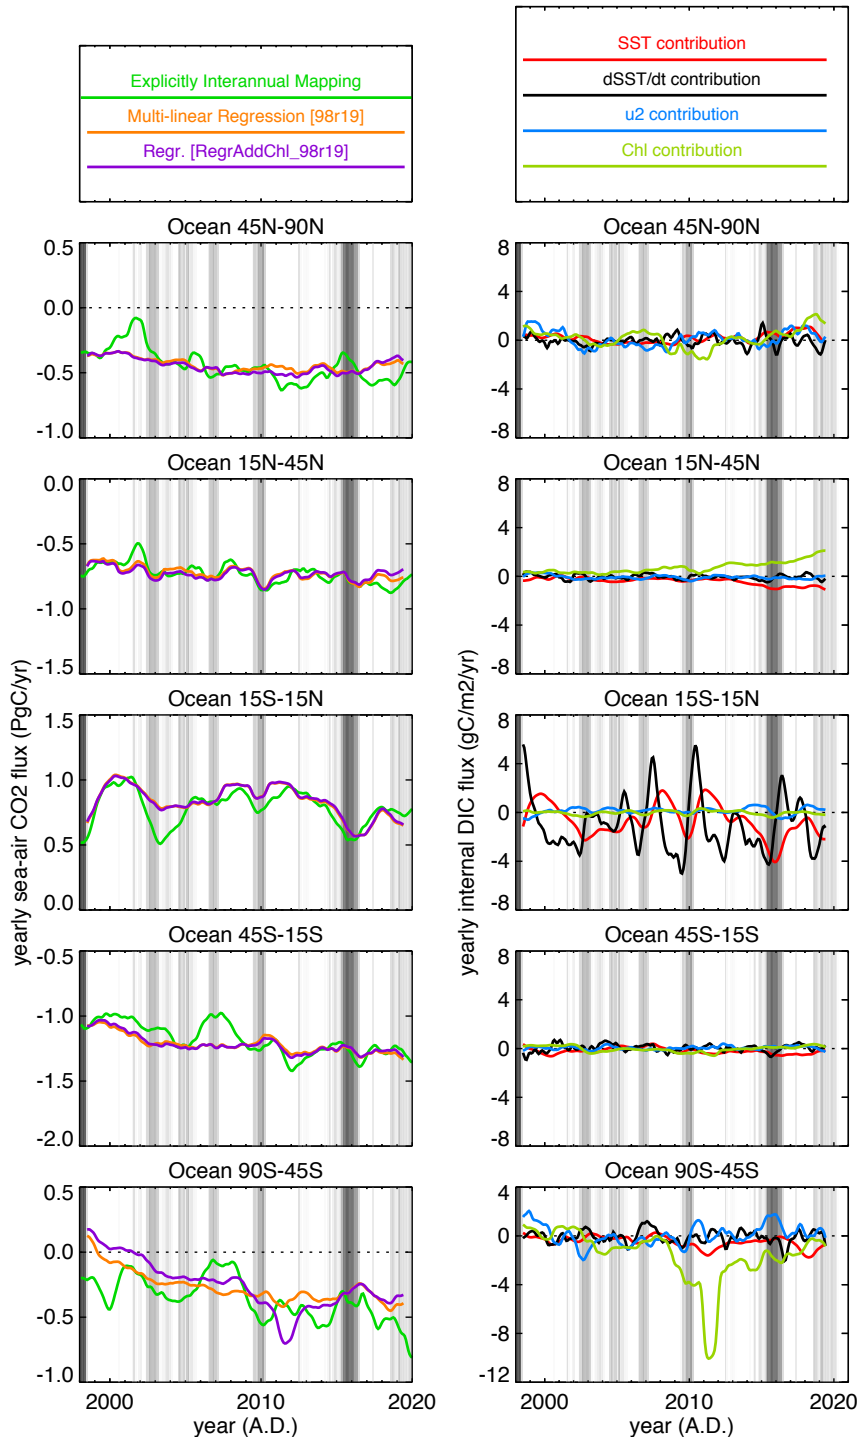 Explicitly Interannual Mapping
Multi-linear Regression [98r19]
Regr. [RegrAddChl_98r19]
SST contribution
dSST/dt contribution
u2 contribution
Chl contribution
Ocean 45N-90N
0.5
0.0
-0.5
-1.0
Ocean 45N-90N
8
4
0
-4
-8
Ocean 15N-45N
0.0
-0.5
-1.0
-1.5
Ocean 15N-45N
8
4
0
-4
-8
Ocean 15S-15N
1.5
1.0
0.5
0.0
Ocean 15S-15N
8
4
0
-4
-8
Ocean 45S-15S
-0.5
-1.0
-1.5
-2.0
Ocean 45S-15S
8
4
0
-4
-8
Ocean 90S-45S
0.5
0.0
-0.5
-1.0
Ocean 90S-45S
4
0
-4
-8
-12
yearly sea-air CO2 flux (PgC/yr)
yearly internal DIC flux (gC/m2/yr)
2000 2010 2020
year (A.D.)
2000 2010 2020
year (A.D.)